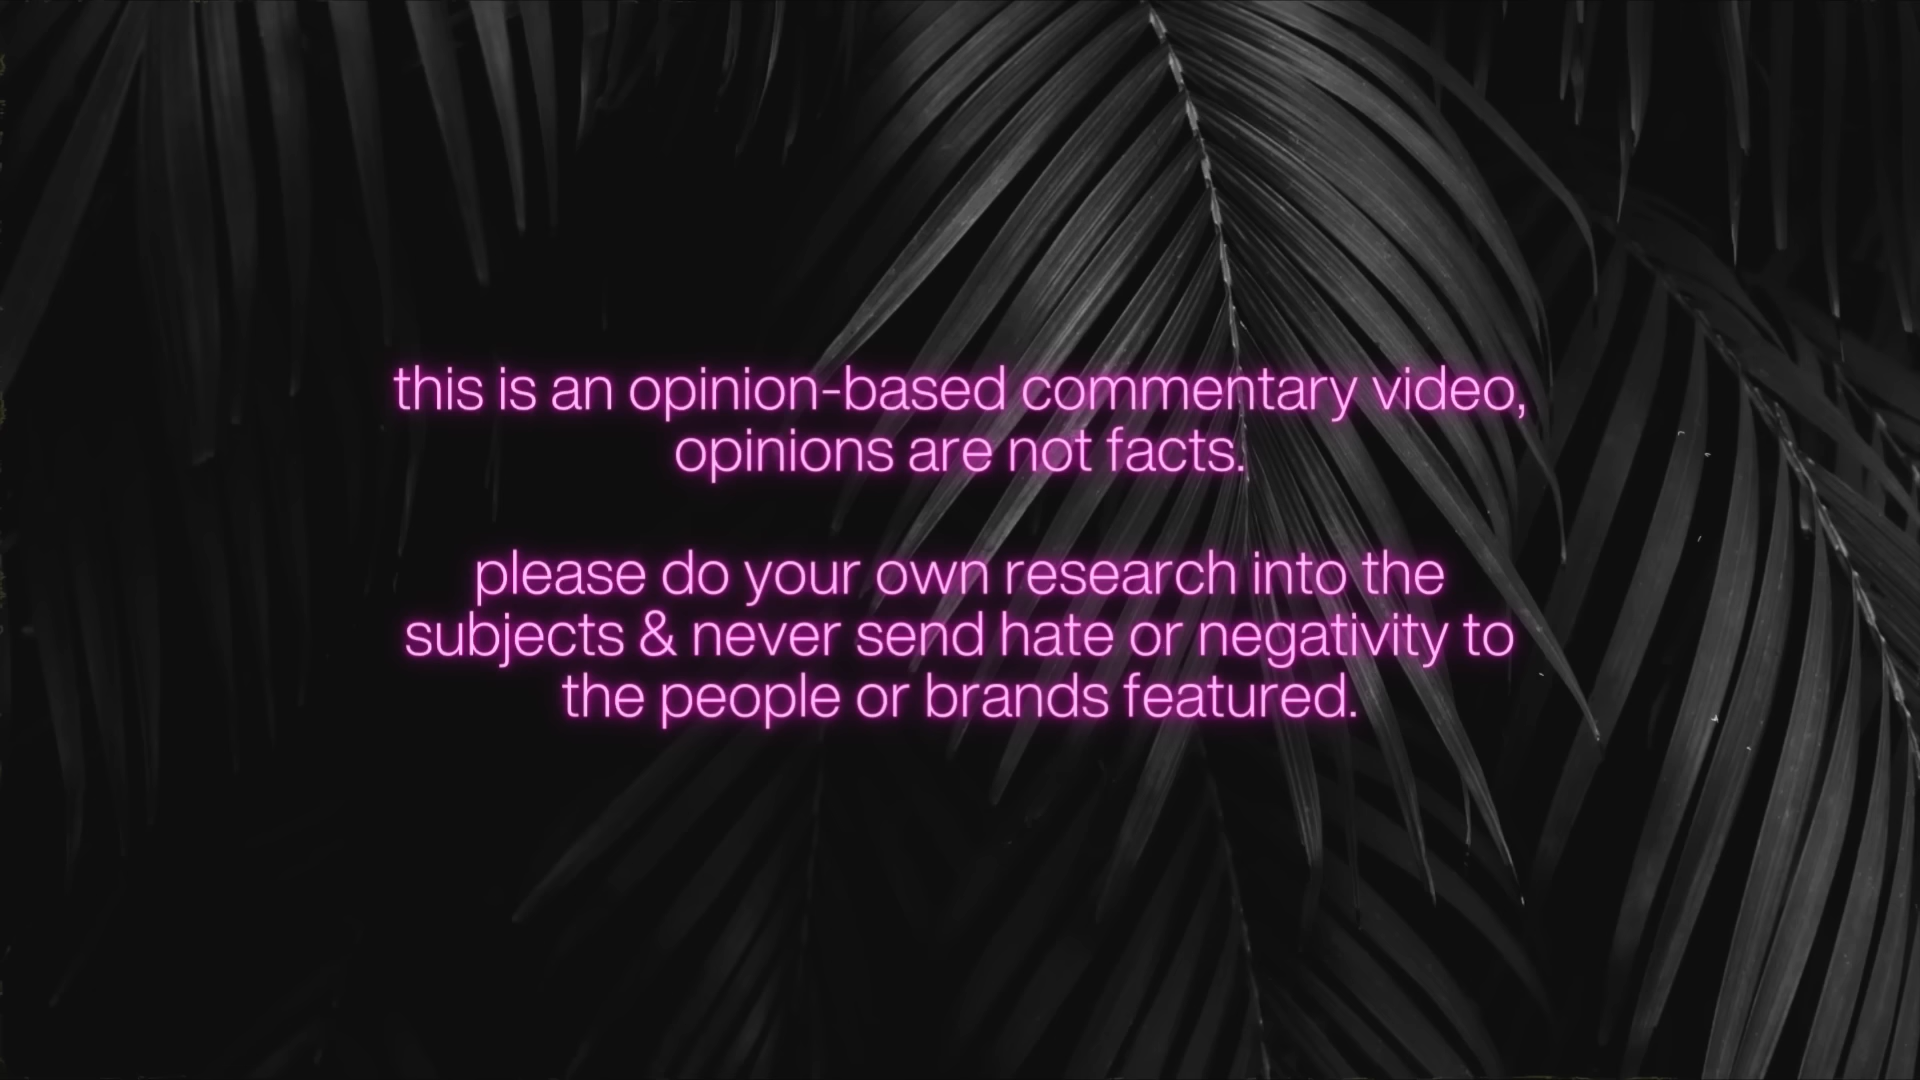 this is an opinion-based commentary video,
opinions are not facts.
please do your own research into the
subjects & never send hate or negativity to
the people or brands featured.